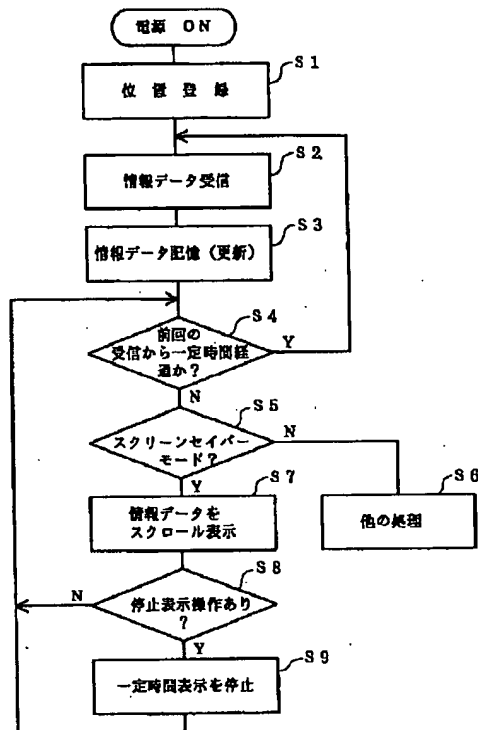 電源 ON
S1
位置登録
S2
情報データ受信
S3
情報データ記憶(更新)
S4
前回の
受信から一定時間経
過か?
Y
N
S5
スクリーンセイバー
モード?
N
Y
S7
情報データを
スクロール表示
S6
他の処理
S8
N
停止表示操作あり
?
Y
S9
一定時間表示を停止